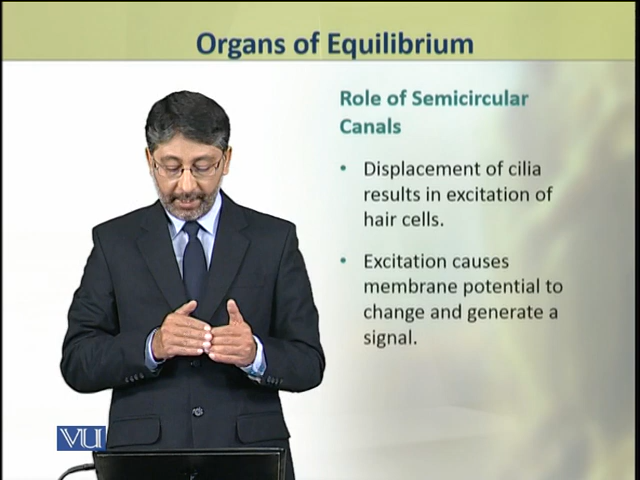 Organs of Equilibrium
Role of Semicircular
Canals
• Displacement of cilia
results in excitation of
hair cells.
• Excitation causes
membrane potential to
change and generate a
signal.
VU